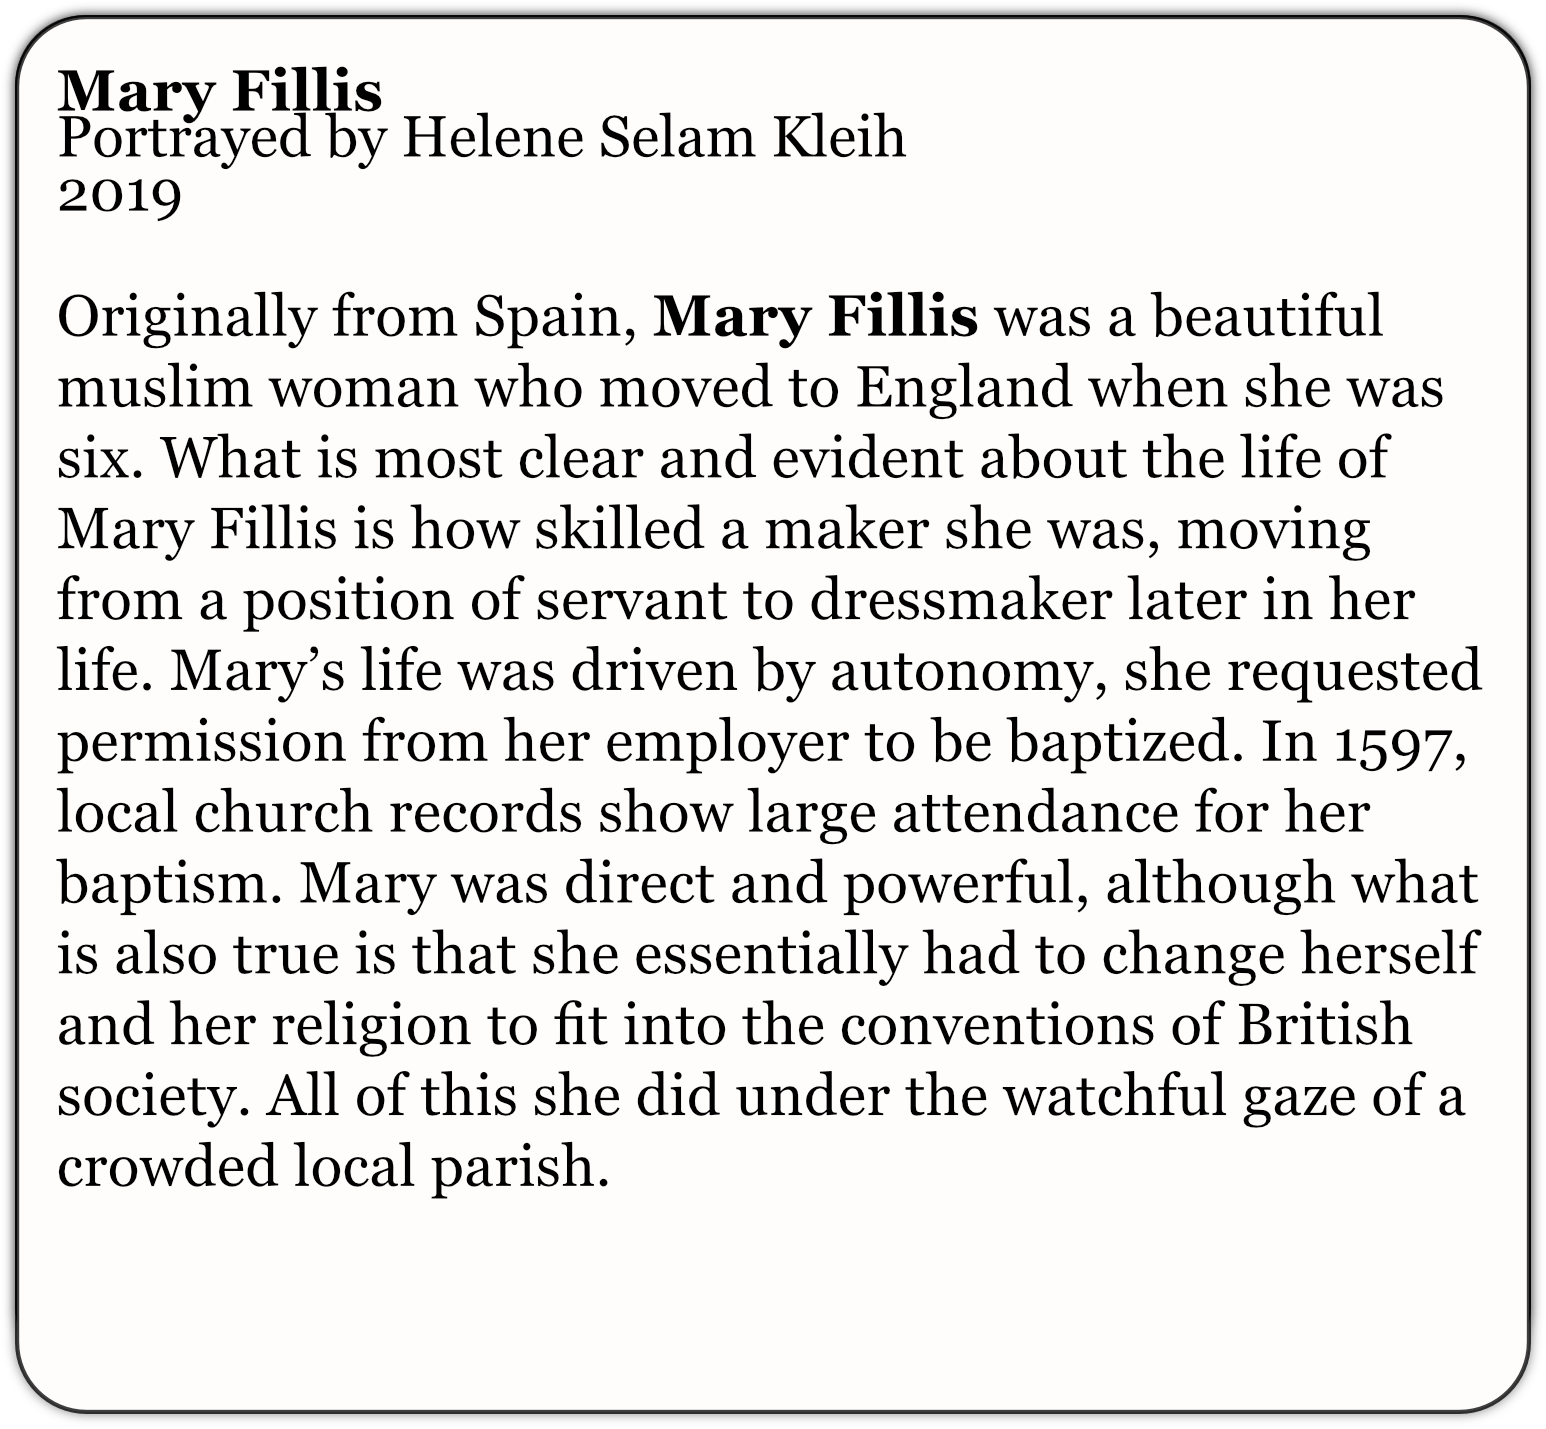 Mary Fillis
Portrayed by Helene Selam Kleih
2019
Originally from Spain, Mary Fillis was a beautiful
muslim woman who moved to England when she was
six. What is most clear and evident about the life of
Mary Fillis is how skilled a maker she was, moving
from a position of servant to dressmaker later in her
life. Mary’s life was driven by autonomy, she requested
permission from her employer to be baptized. In 1597,
local church records show large attendance for her
baptism. Mary was direct and powerful, although what
is also true is that she essentially had to change herself
and her religion to fit into the conventions of British
society. All of this she did under the watchful gaze of a
crowded local parish.